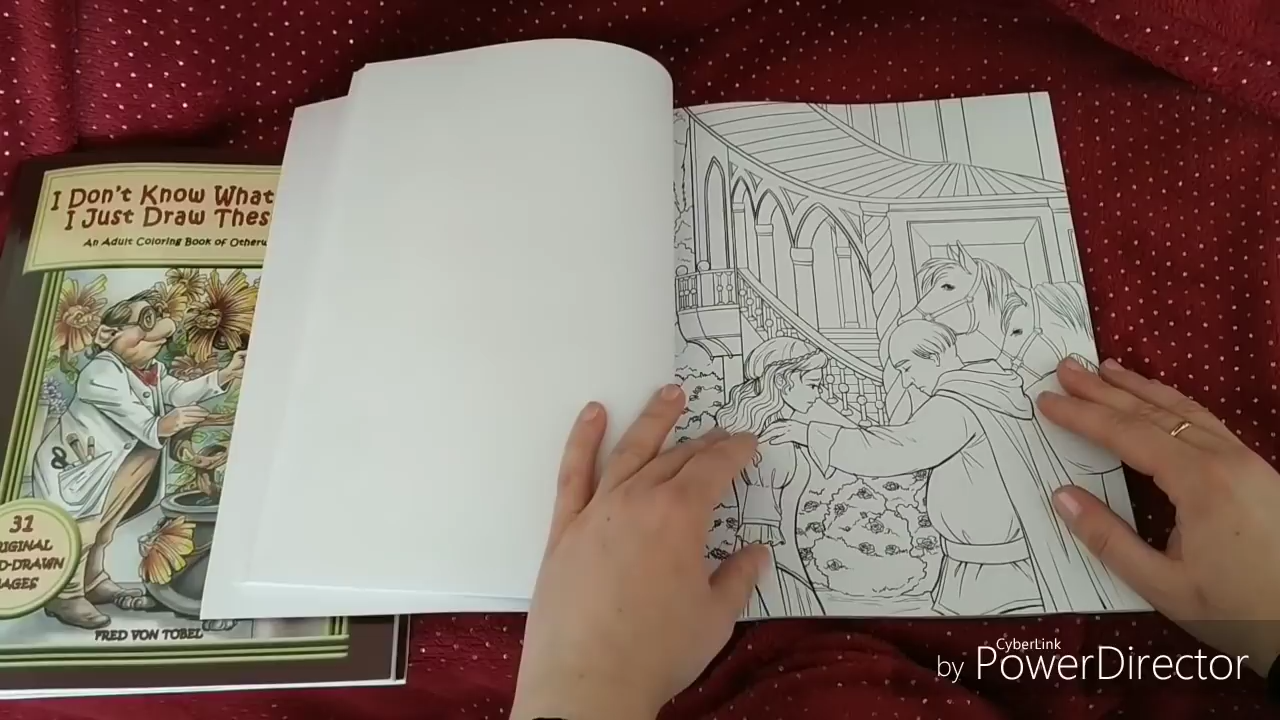 I Don't Know What
I Just Draw Thes
An Adult Coloring Book of Otherw
31
RIGINAL
D-DRAWN
AGES
FRED VON TOBEL
CyberLink
by PowerDirector